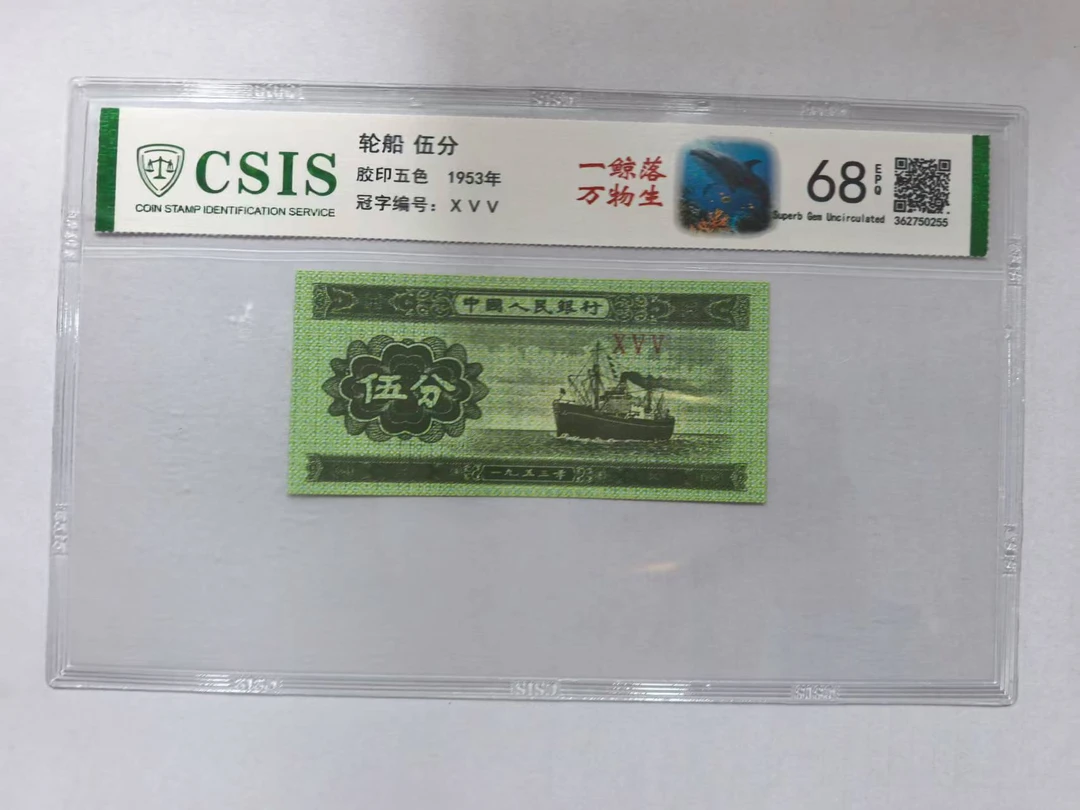 CSIS
COIN STAMP IDENTIFICATION SERVICE
轮船 伍分
胶印五色 1953年
冠字编号：X V V
一鲸落
万物生
68
EPQ
Superb Gem Uncirculated
362750255
中國人民銀行
XVV
伍分
一九五三年